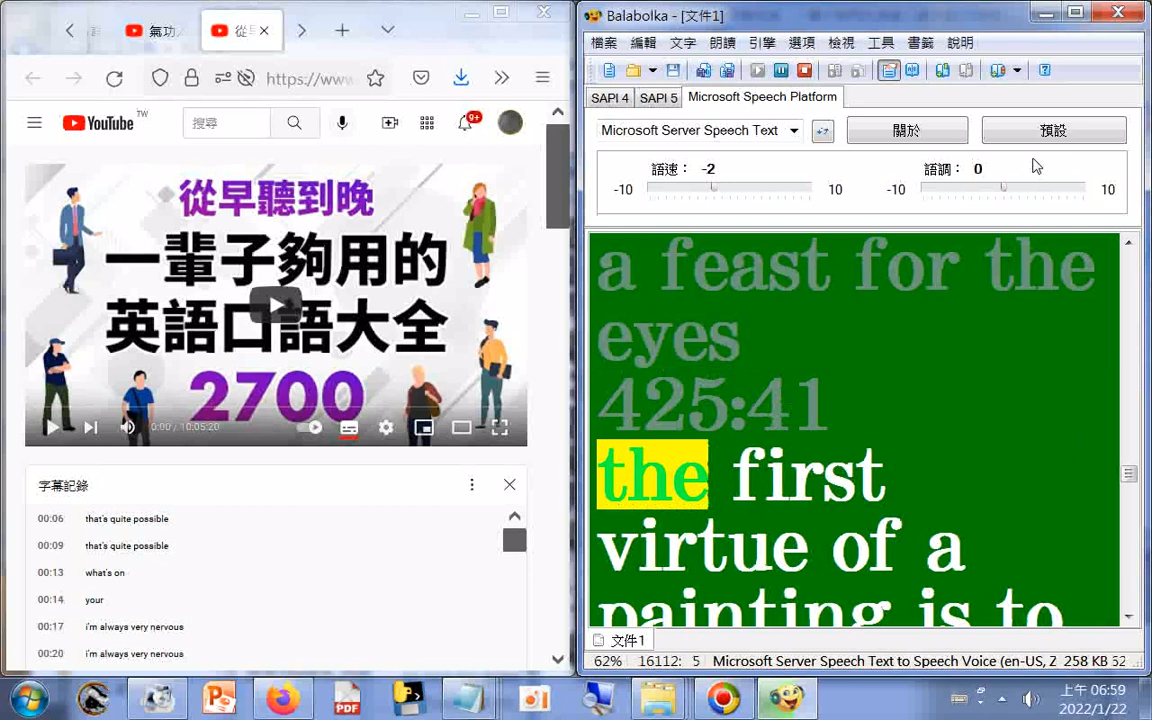 氣功
從
https://www
YouTube TW
搜尋
9+
從早聽到晚
一輩子夠用的
英語口語大全
2700
0:00 / 10:05:20
字幕記錄
00:06 that's quite possible
00:09 that's quite possible
00:13 what's on
00:14 your
00:17 i'm always very nervous
00:20 i'm always very nervous
Balabolka - [文件1]
檔案 編輯 文字 朗讀 引擎 選項 檢視 工具 書籤 說明
SAPI 4 SAPI 5 Microsoft Speech Platform
Microsoft Server Speech Text 關於 預設
語速： -2 語調： 0
-10 10 -10 10
a feast for the
eyes
425:41
the first
virtue of a
painting is to
文件1
62% 16112: 5 Microsoft Server Speech Text to Speech Voice (en-US, Z 258 KB 52
PDF
上午 06:59
2022/1/22